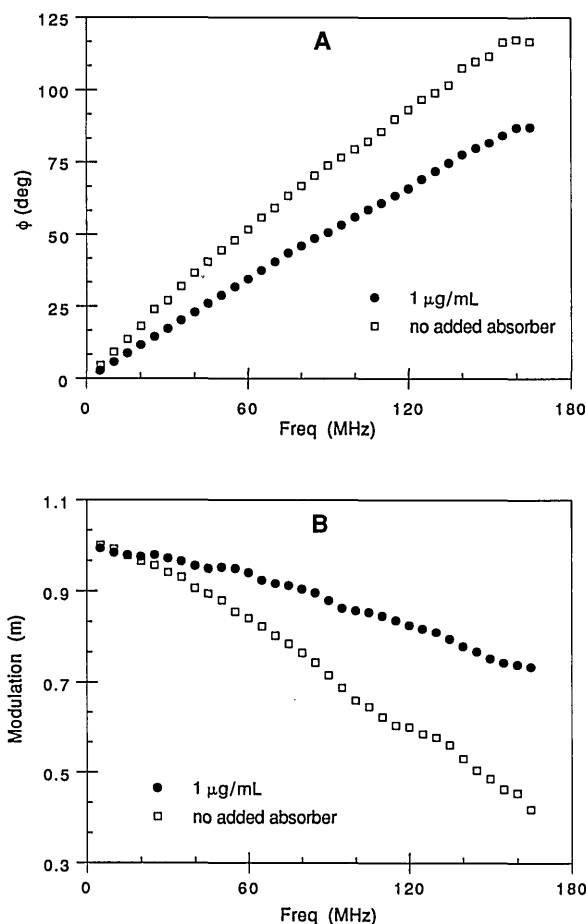 125
A
100
75
φ (deg)
50
25
1 μg/mL
no added absorber
0
0 60 120 180
Freq (MHz)
1.1
B
0.9
Modulation (m)
0.7
0.5
1 μg/mL
no added absorber
0.3
0 60 120 180
Freq (MHz)